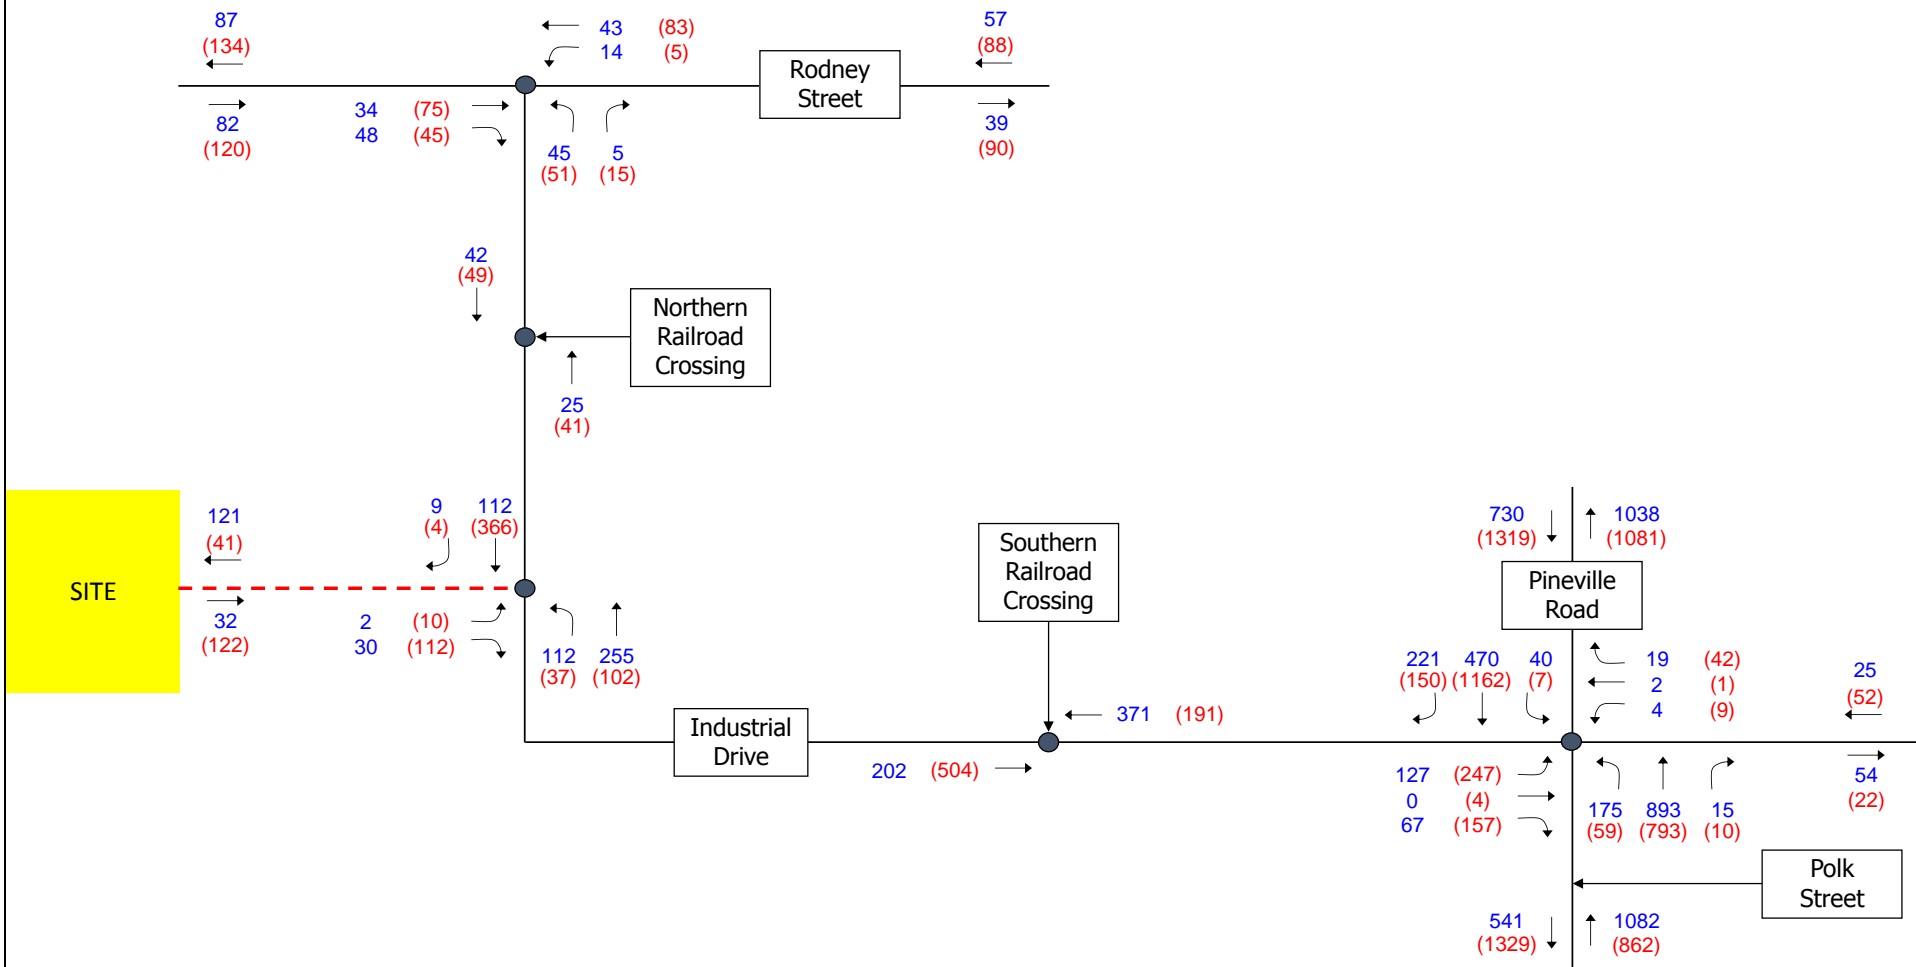 87
(134)
43 (83)
14 (5)
57
(88)
Rodney
Street
82
(120)
34 (75)
48 (45)
45 5
(51) (15)
39
(90)
42
(49)
Northern
Railroad
Crossing
25
(41)
SITE
121
(41)
9 112
(4) (366)
32
(122)
2 (10)
30 (112)
112 255
(37) (102)
Southern
Railroad
Crossing
Industrial
Drive
371 (191)
202 (504)
730 1038
(1319) (1081)
Pineville
Road
221 470 40
(150) (1162) (7)
19 (42)
2 (1)
4 (9)
25
(52)
127 (247)
0 (4)
67 (157)
175 893 15
(59) (793) (10)
54
(22)
Polk
Street
541 1082
(1329) (862)